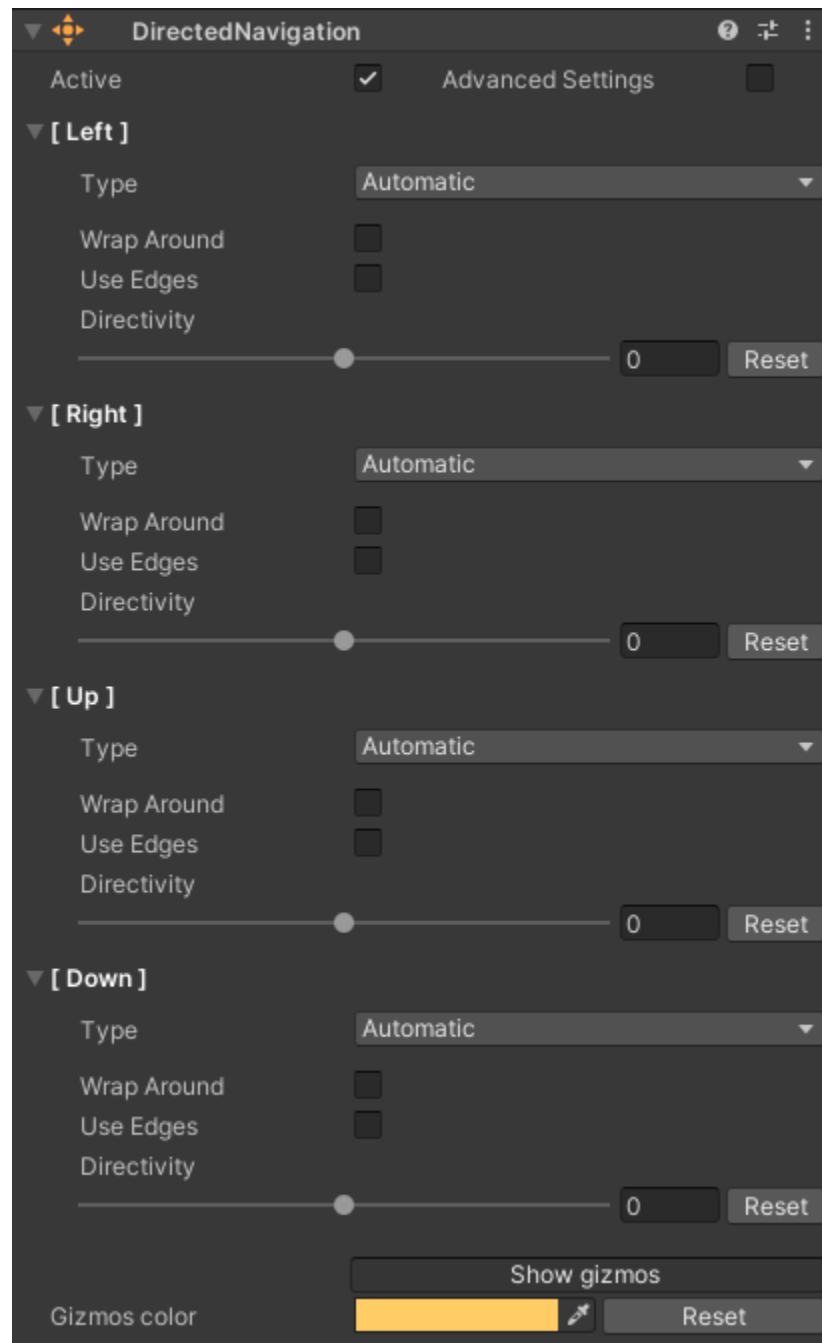 DirectedNavigation
Active Advanced Settings
[ Left ]
Type Automatic
Wrap Around
Use Edges
Directivity
0 Reset
[ Right ]
Type Automatic
Wrap Around
Use Edges
Directivity
0 Reset
[ Up ]
Type Automatic
Wrap Around
Use Edges
Directivity
0 Reset
[ Down ]
Type Automatic
Wrap Around
Use Edges
Directivity
0 Reset
Show gizmos
Gizmos color Reset